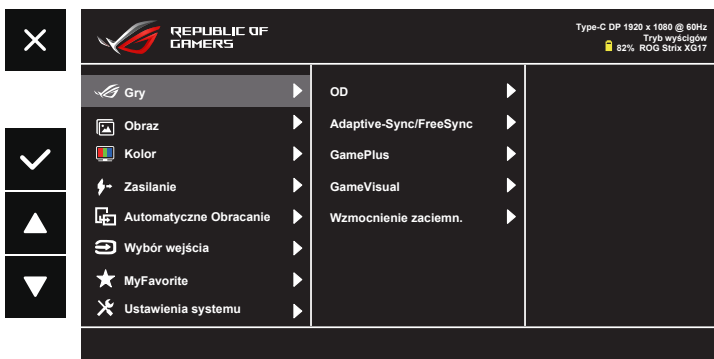 REPUBLIC OF
GAMERS
Type-C DP 1920 x 1080 @ 60Hz
Tryb wyścigów
82% ROG Strix XG17
Gry
Obraz
Kolor
Zasilanie
Automatyczne Obracanie
Wybór wejścia
MyFavorite
Ustawienia systemu
OD
Adaptive-Sync/FreeSync
GamePlus
GameVisual
Wzmocnienie zaciemn.